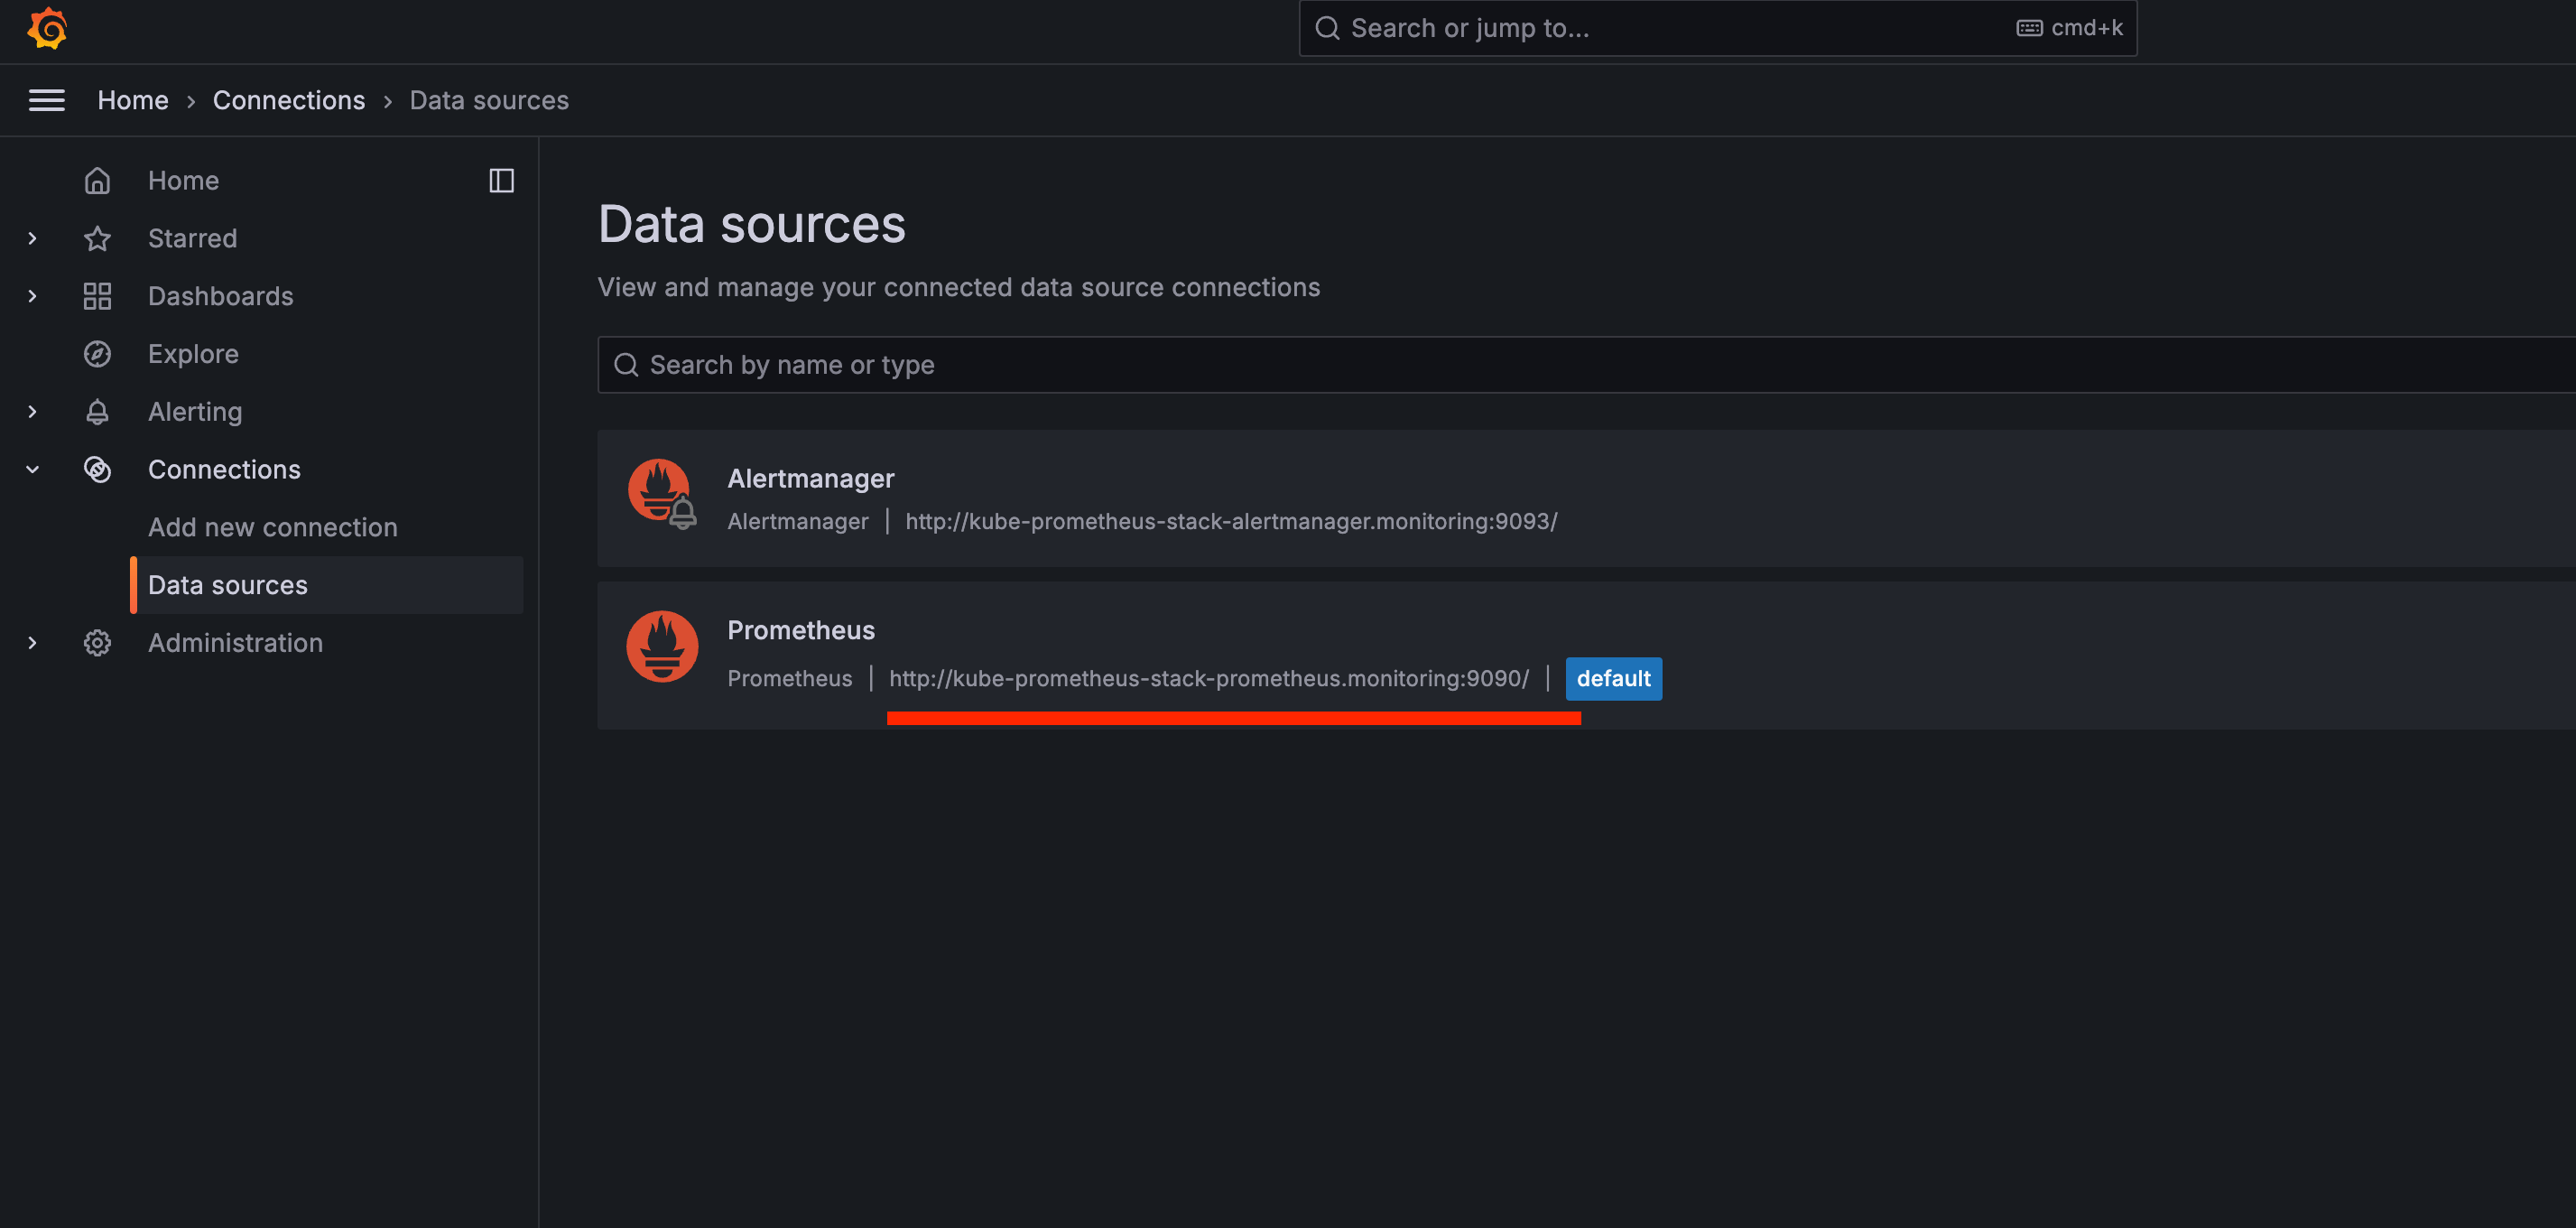 Search or jump to... cmd+k
Home › Connections › Data sources
Home
Starred
Dashboards
Explore
Alerting
Connections
Add new connection
Data sources
Administration
Data sources
View and manage your connected data source connections
Search by name or type
Alertmanager
Alertmanager | http://kube-prometheus-stack-alertmanager.monitoring:9093/
Prometheus
Prometheus | http://kube-prometheus-stack-prometheus.monitoring:9090/ | default